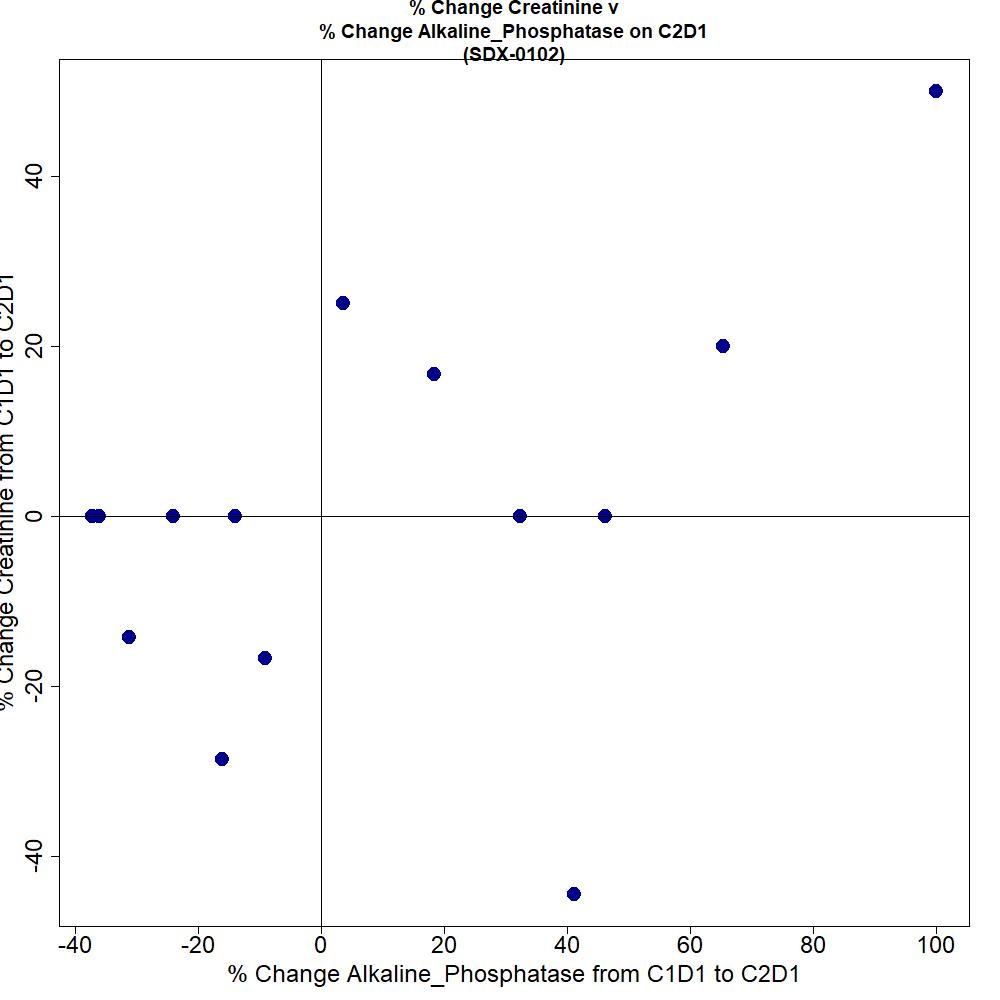 % Change Creatinine v
% Change Alkaline_Phosphatase on C2D1
(SDX-0102)
% Change Creatinine from C1D1 to C2D1
40
20
0
-20
-40
-40 -20 0 20 40 60 80 100
% Change Alkaline_Phosphatase from C1D1 to C2D1